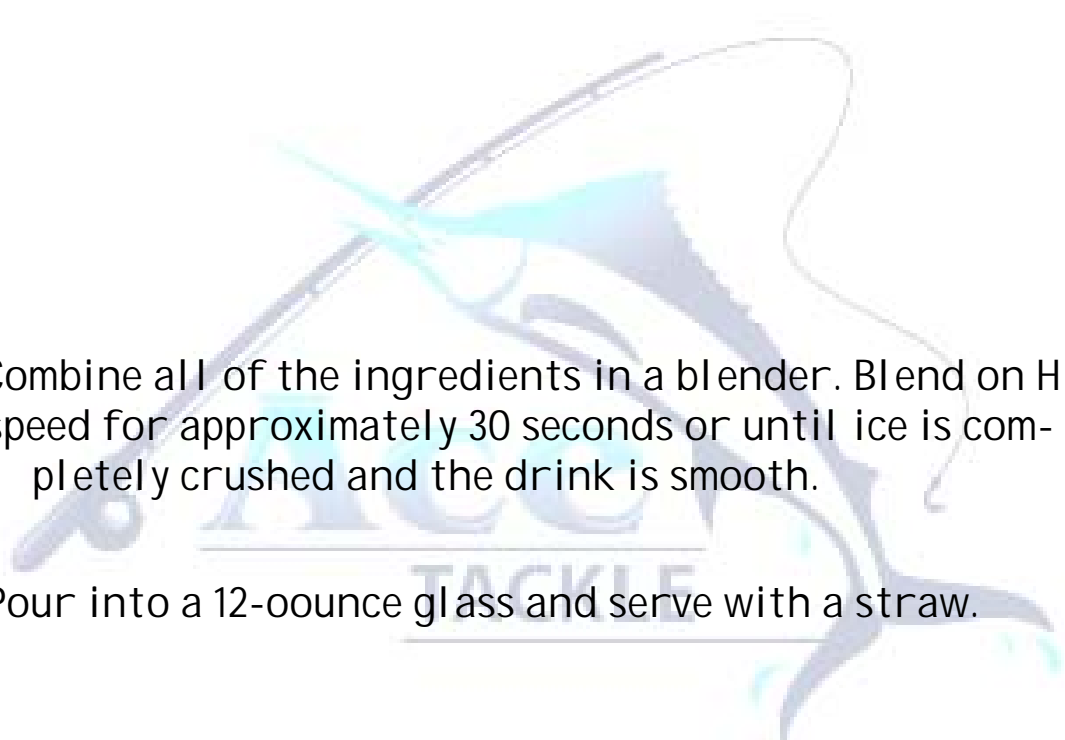 Combine all of the ingredients in a blender. Blend on H
speed for approximately 30 seconds or until ice is com-
pletely crushed and the drink is smooth.
Acc
TACKLE
Pour into a 12-oounce glass and serve with a straw.